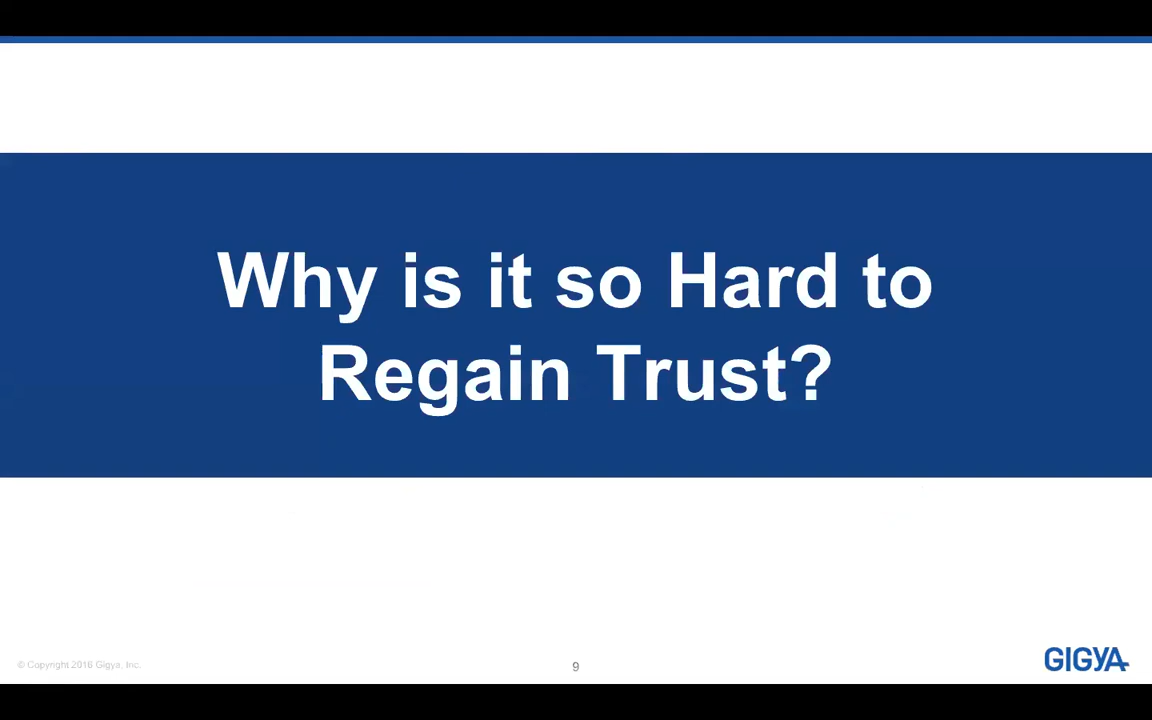 Why is it so Hard to
Regain Trust?
© Copyright 2016 Gigya, Inc.
9
GIGYA